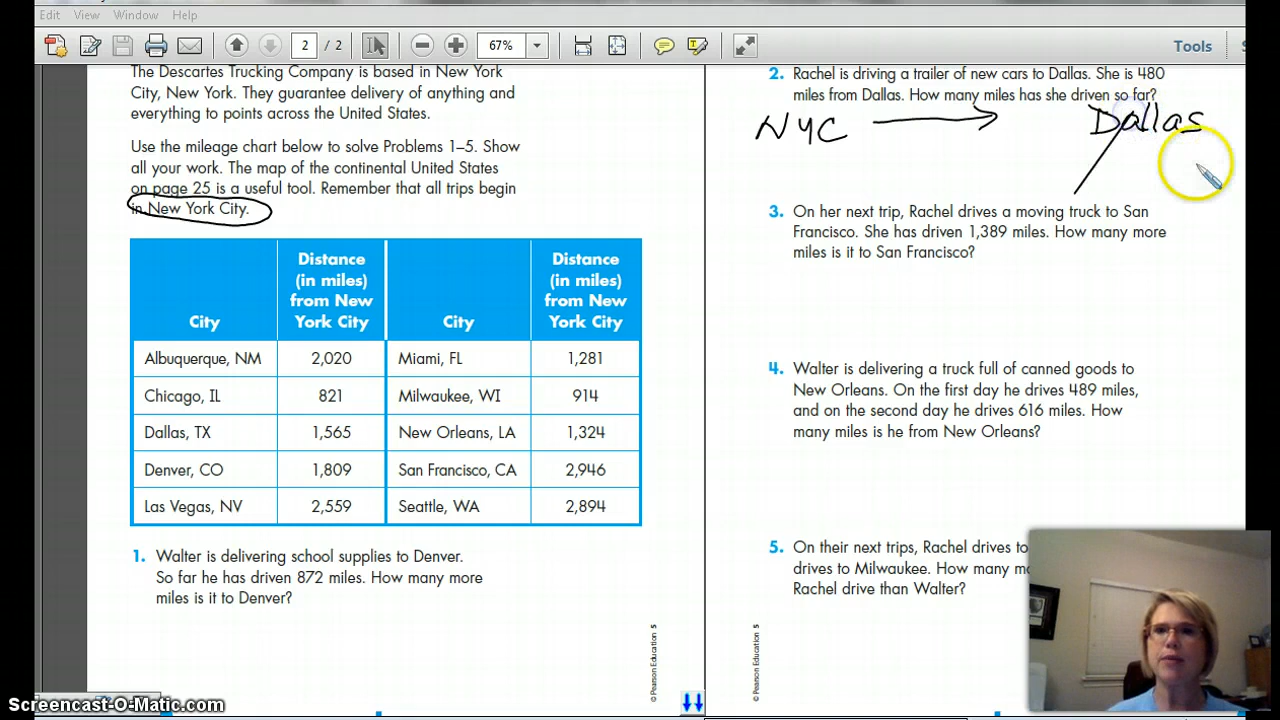 Edit View Window Help
2 / 2 67% Tools
The Descartes Trucking Company is based in New York
City, New York. They guarantee delivery of anything and
everything to points across the United States.
Use the mileage chart below to solve Problems 1–5. Show
all your work. The map of the continental United States
on page 25 is a useful tool. Remember that all trips begin
in New York City.
City Distance (in miles) from New York City City Distance (in miles) from New York City
Albuquerque, NM 2,020 Miami, FL 1,281
Chicago, IL 821 Milwaukee, WI 914
Dallas, TX 1,565 New Orleans, LA 1,324
Denver, CO 1,809 San Francisco, CA 2,946
Las Vegas, NV 2,559 Seattle, WA 2,894
1. Walter is delivering school supplies to Denver.
So far he has driven 872 miles. How many more
miles is it to Denver?
© Pearson Education 5
2. Rachel is driving a trailer of new cars to Dallas. She is 480
miles from Dallas. How many miles has she driven so far?
NYC Dallas
3. On her next trip, Rachel drives a moving truck to San
Francisco. She has driven 1,389 miles. How many more
miles is it to San Francisco?
4. Walter is delivering a truck full of canned goods to
New Orleans. On the first day he drives 489 miles,
and on the second day he drives 616 miles. How
many miles is he from New Orleans?
5. On their next trips, Rachel drives to
drives to Milwaukee. How many
Rachel drive than Walter?
© Pearson Education 5
Screencast-O-Matic.com